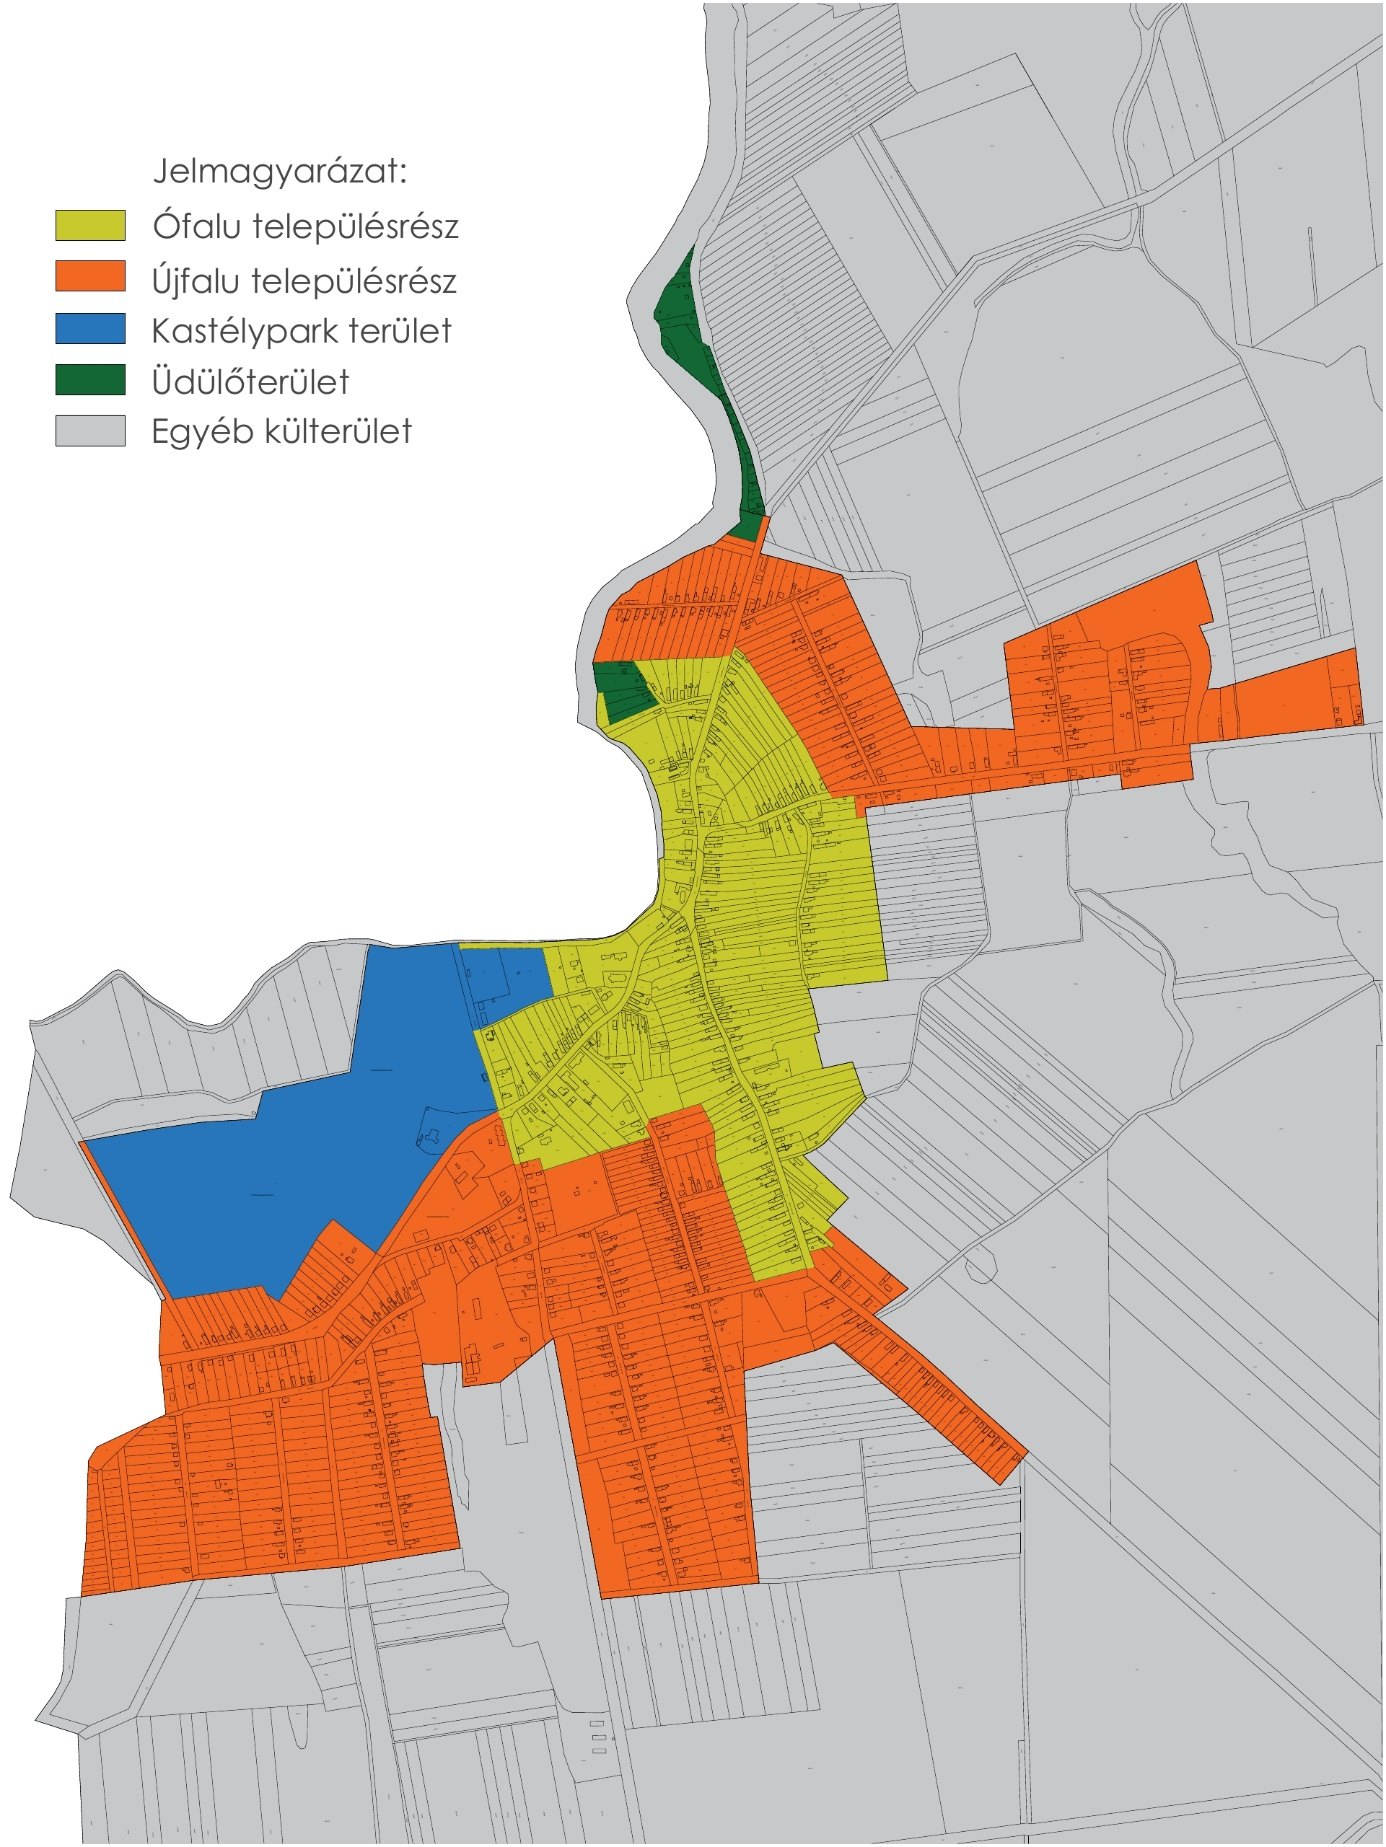 Jelmagyarázat:
Ófalu településrész
Újfalu településrész
Kastélypark terület
Üdülőterület
Egyéb külterület